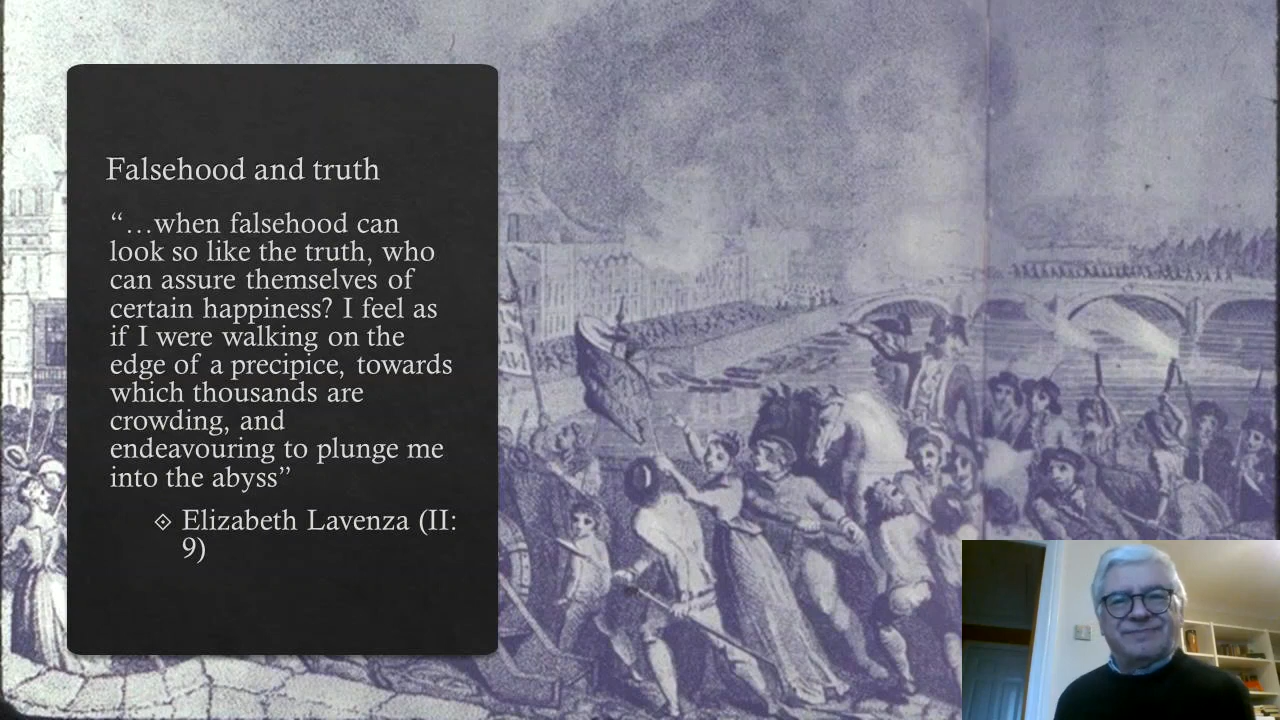 Falsehood and truth
“…when falsehood can
look so like the truth, who
can assure themselves of
certain happiness? I feel as
if I were walking on the
edge of a precipice, towards
which thousands are
crowding, and
endeavouring to plunge me
into the abyss”
Elizabeth Lavenza (II:
9)